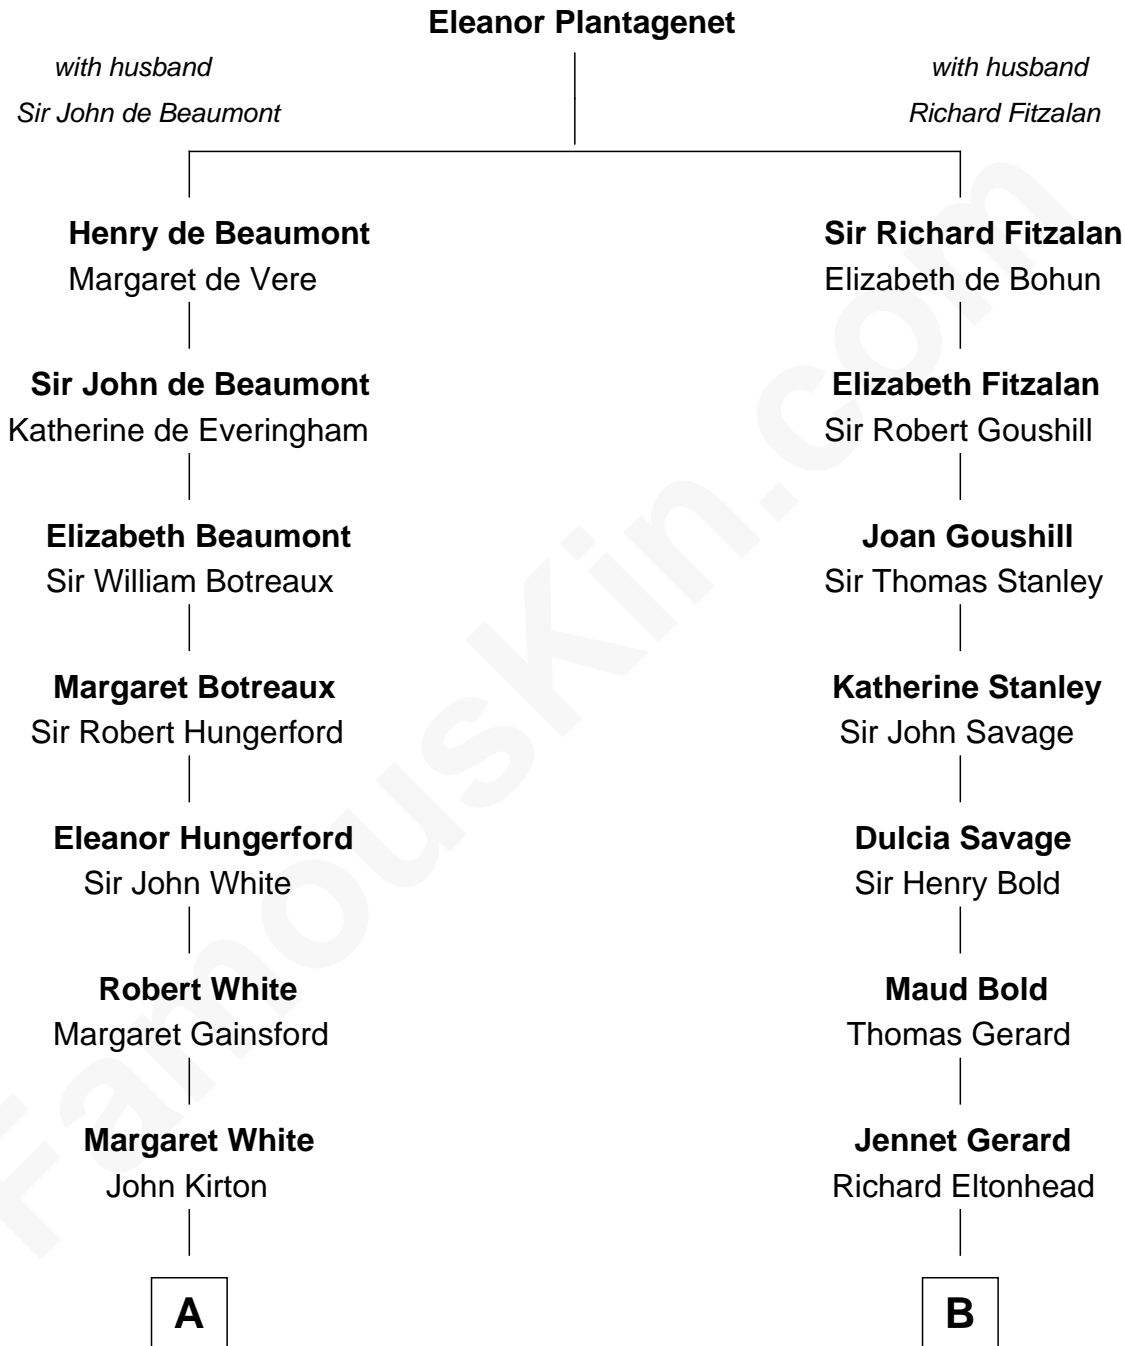 Eleanor Plantagenet
with husband
Sir John de Beaumont
with husband
Richard Fitzalan
Henry de Beaumont
Margaret de Vere
Sir Richard Fitzalan
Elizabeth de Bohun
Sir John de Beaumont
Katherine de Everingham
Elizabeth Fitzalan
Sir Robert Goushill
Elizabeth Beaumont
Sir William Botreaux
Joan Goushill
Sir Thomas Stanley
Margaret Botreaux
Sir Robert Hungerford
Katherine Stanley
Sir John Savage
Eleanor Hungerford
Sir John White
Dulcia Savage
Sir Henry Bold
Robert White
Margaret Gainsford
Maud Bold
Thomas Gerard
Margaret White
John Kirton
Jennet Gerard
Richard Eltonhead
A
B
FamousKin.com